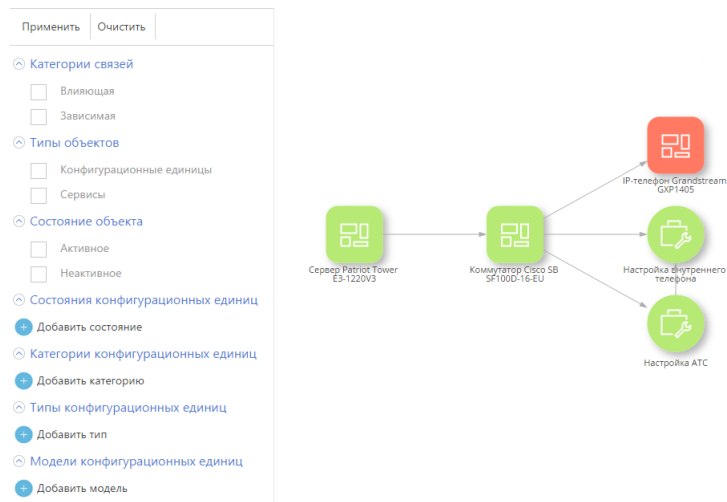 Применить
Очистить
Категории связей
Влияющая
Зависимая
Типы объектов
Конфигурационные единицы
Сервисы
Состояние объекта
Активное
Неактивное
Состояния конфигурационных единиц
Добавить состояние
Категории конфигурационных единиц
Добавить категорию
Типы конфигурационных единиц
Добавить тип
Модели конфигурационных единиц
Добавить модель
Сервер Patriot Tower
E3-1220V3
Коммутатор Cisco SB
SF100D-16-EU
IP-телефон Grandstream
GXP1405
Настройка внутреннего
телефона
Настройка АТС